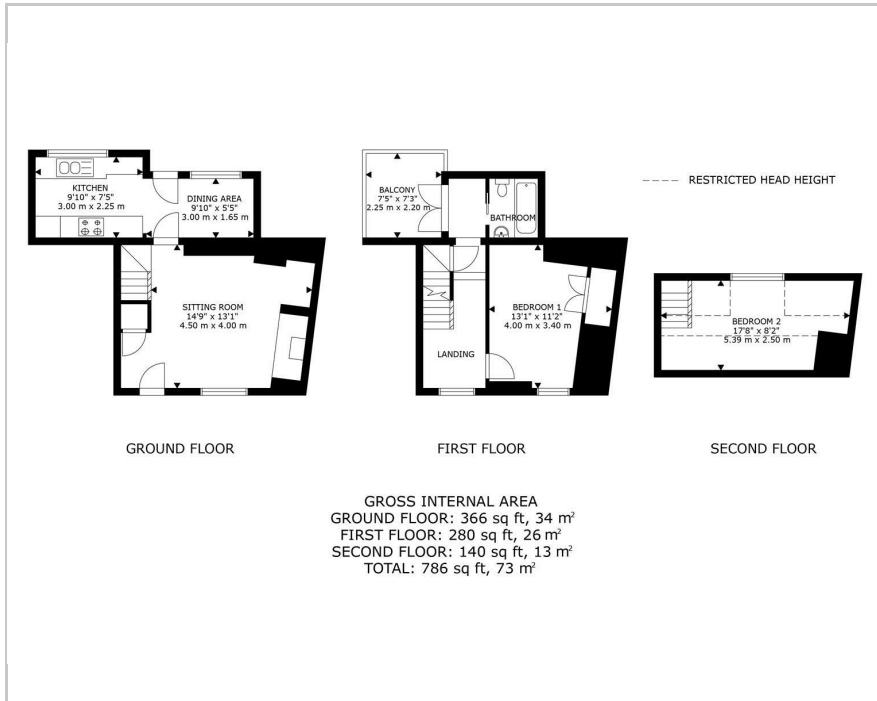 KITCHEN
9'10" x 7'5"
3.00 m x 2.25 m
DINING AREA
9'10" x 5'5"
3.00 m x 1.65 m
SITTING ROOM
14'9" x 13'1"
4.50 m x 4.00 m
GROUND FLOOR
BALCONY
7'5" x 7'3"
2.25 m x 2.20 m
BATHROOM
BEDROOM 1
13'1" x 11'2"
4.00 m x 3.40 m
LANDING
FIRST FLOOR
RESTRICTED HEAD HEIGHT
BEDROOM 2
17'8" x 8'2"
5.39 m x 2.50 m
SECOND FLOOR
GROSS INTERNAL AREA
GROUND FLOOR: 366 sq ft, 34 m²
FIRST FLOOR: 280 sq ft, 26 m²
SECOND FLOOR: 140 sq ft, 13 m²
TOTAL: 786 sq ft, 73 m²